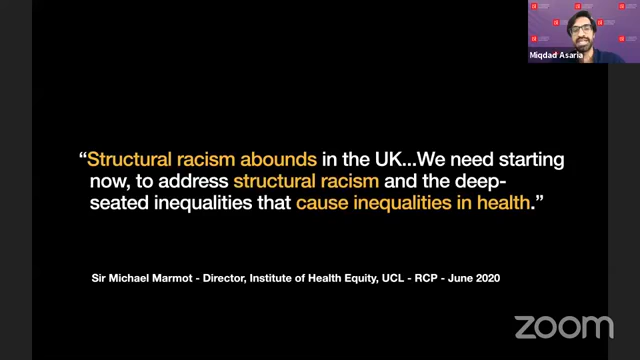 Miqdad Asaria
“Structural racism abounds in the UK...We need starting
now, to address structural racism and the deep-
seated inequalities that cause inequalities in health.”
Sir Michael Marmot - Director, Institute of Health Equity, UCL - RCP - June 2020
zoom